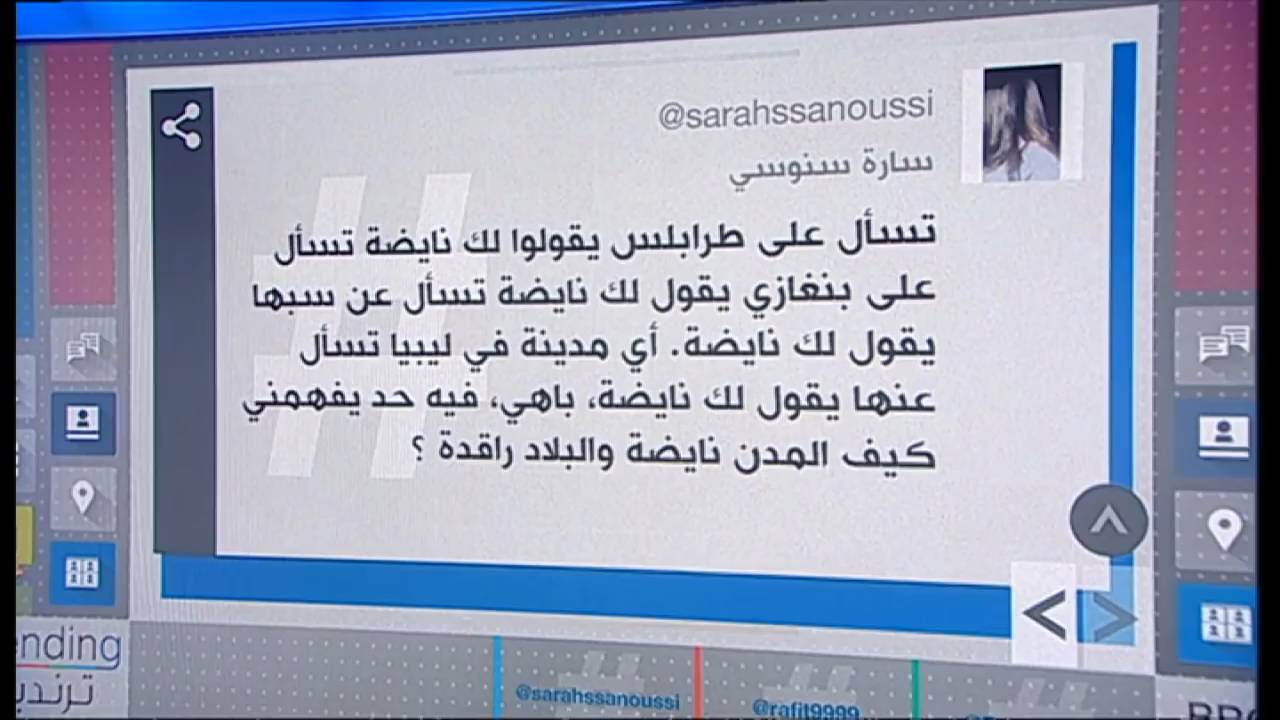 @sarahssanoussi
سارة سنوسي
تسأل على طرابلس يقولوا لك نايضة تسأل
على بنغازي يقول لك نايضة تسأل عن سبها
يقول لك نايضة. أي مدينة في ليبيا تسأل
عنها يقول لك نايضة، باهي، فيه حد يفهمني
كيف المدن نايضة والبلاد راقدة ؟
ending
ترندي
@sarahssanoussi
@rafit9999